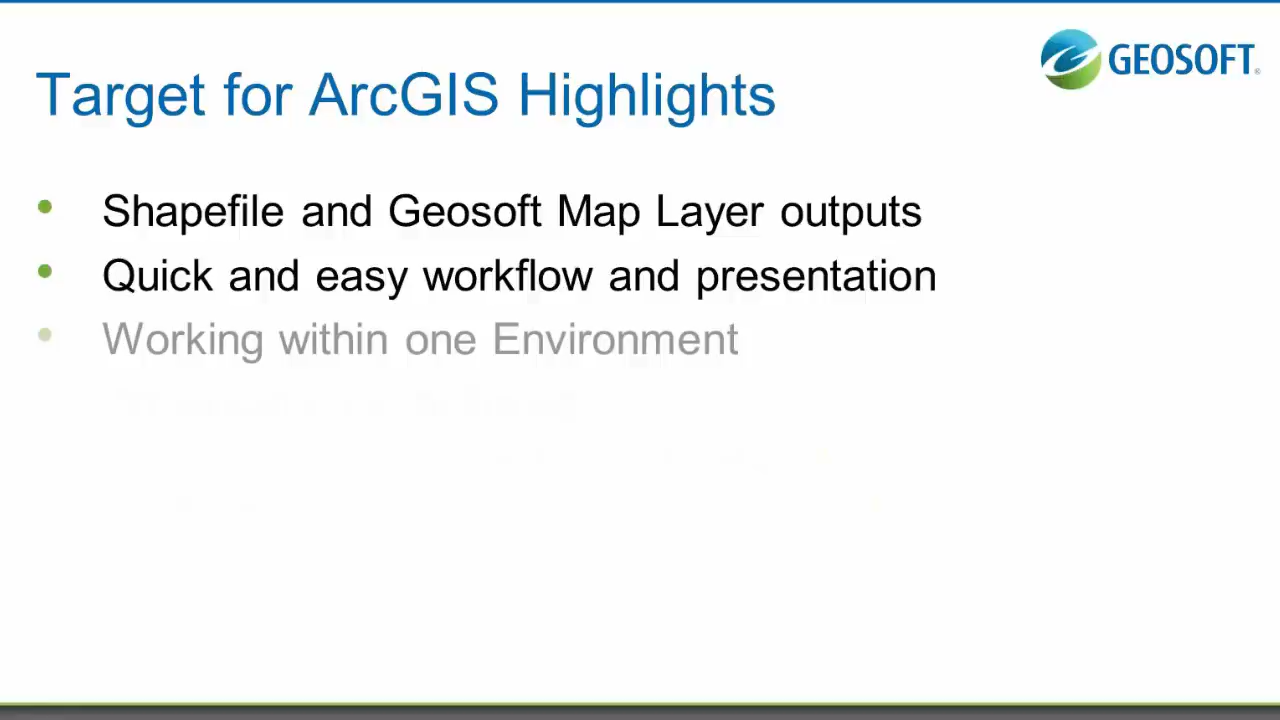 GEOSOFT®
Target for ArcGIS Highlights
• Shapefile and Geosoft Map Layer outputs
• Quick and easy workflow and presentation
• Working within one Environment